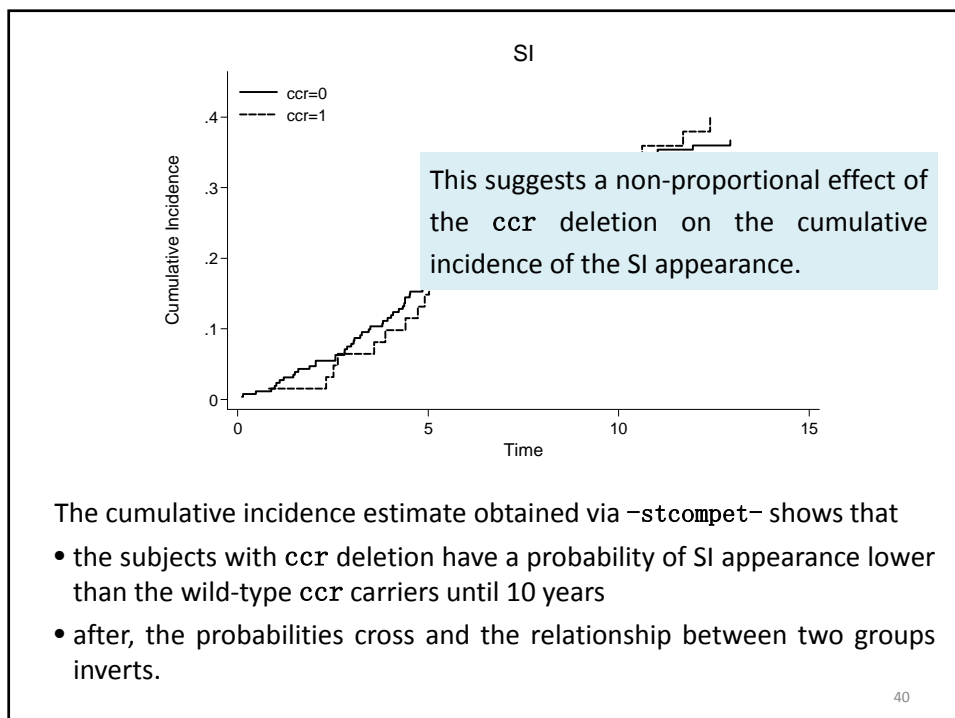 SI
ccr=0
ccr=1
.4
.3
.2
.1
0
Cumulative Incidence
0 5 10 15
Time
This suggests a non-proportional effect of
the ccr deletion on the cumulative
incidence of the SI appearance.
The cumulative incidence estimate obtained via -stcompet- shows that
• the subjects with ccr deletion have a probability of SI appearance lower
than the wild-type ccr carriers until 10 years
• after, the probabilities cross and the relationship between two groups
inverts.
40